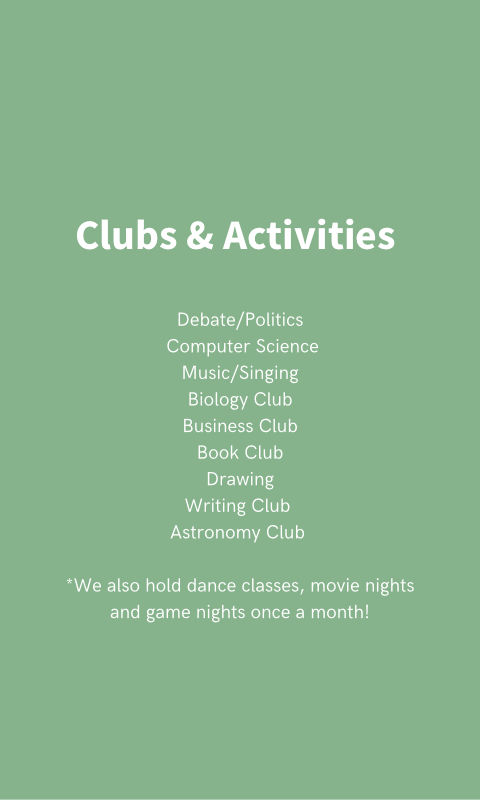 Clubs & Activities
Debate/Politics
Computer Science
Music/Singing
Biology Club
Business Club
Book Club
Drawing
Writing Club
Astronomy Club
*We also hold dance classes, movie nights
and game nights once a month!